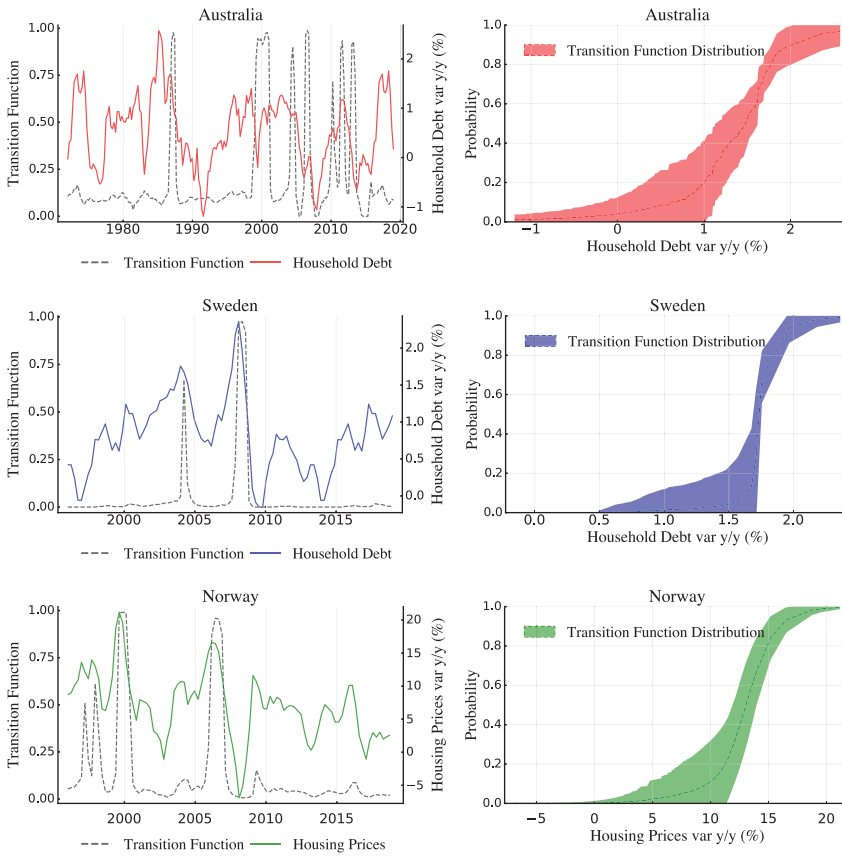 Australia
Transition Function
1.00
0.75
0.50
0.25
0.00
2
1
0
−1
Household Debt var y/y (%)
1980
1990
2000
2010
2020
Transition Function
Household Debt
Australia
Probability
1.0
0.8
0.6
0.4
0.2
0.0
Transition Function Distribution
−1
0
1
2
Household Debt var y/y (%)
Sweden
Transition Function
1.00
0.75
0.50
0.25
0.00
2.0
1.5
1.0
0.5
0.0
Household Debt var y/y (%)
2000
2005
2010
2015
Transition Function
Household Debt
Sweden
Probability
1.0
0.8
0.6
0.4
0.2
0.0
Transition Function Distribution
0.0
0.5
1.0
1.5
2.0
Household Debt var y/y (%)
Norway
Transition Function
1.00
0.75
0.50
0.25
0.00
20
15
10
5
0
−5
Housing Prices var y/y (%)
2000
2005
2010
2015
Transition Function
Housing Prices
Norway
Probability
1.0
0.8
0.6
0.4
0.2
0.0
Transition Function Distribution
−5
0
5
10
15
20
Housing Prices var y/y (%)